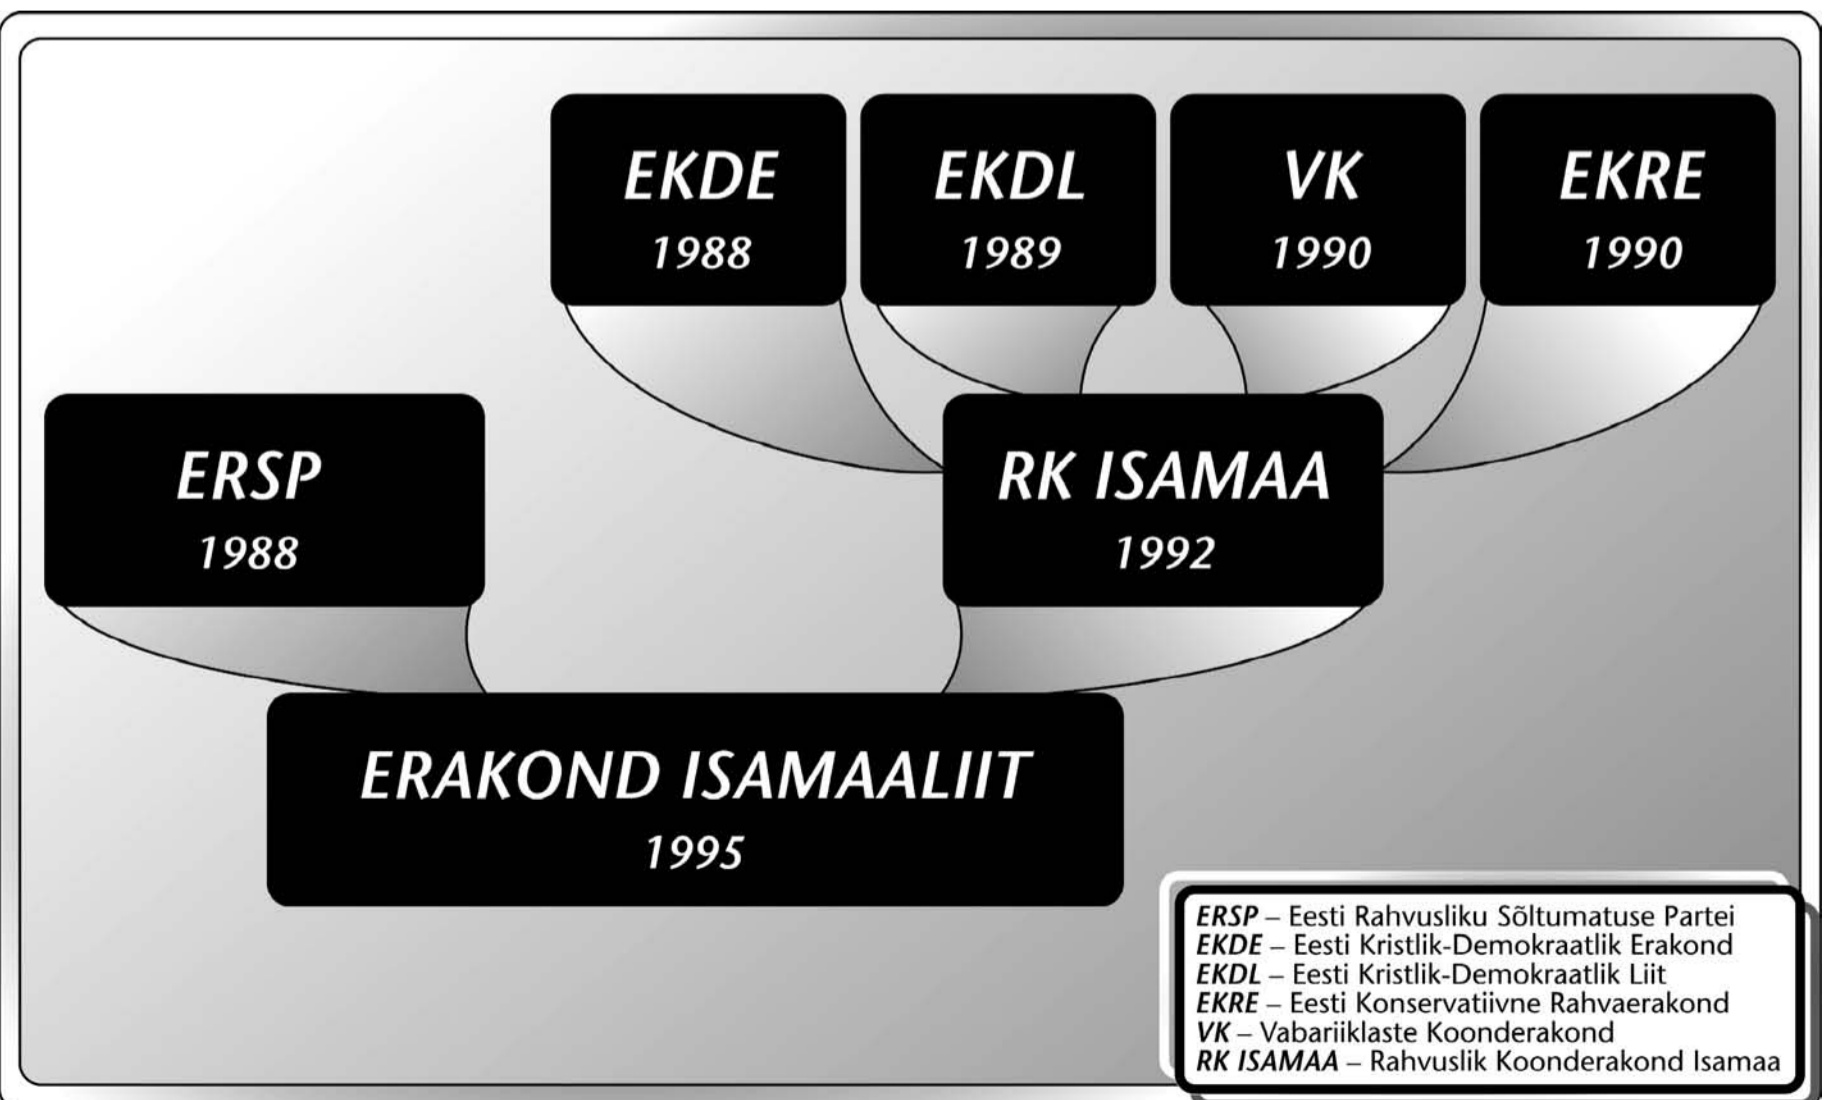 EKDE
1988
EKDL
1989
VK
1990
EKRE
1990
ERSP
1988
RK ISAMAA
1992
ERAKOND ISAMAALIIT
1995
ERSP – Eesti Rahvusliku Sõltumatuse Partei
EKDE – Eesti Kristlik-Demokraatlik Erakond
EKDL – Eesti Kristlik-Demokraatlik Liit
EKRE – Eesti Konservatiivne Rahvaerakond
VK – Vabariiklaste Koonderakond
RK ISAMAA – Rahvuslik Koonderakond Isamaa